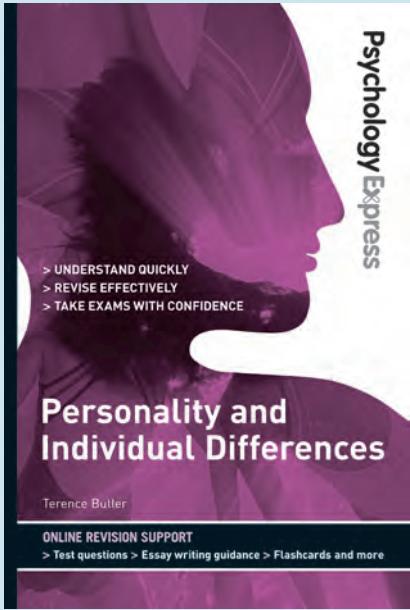 Psychology Express
> UNDERSTAND QUICKLY
> REVISE EFFECTIVELY
> TAKE EXAMS WITH CONFIDENCE
Personality and
Individual Differences
Terence Butler
ONLINE REVISION SUPPORT
> Test questions > Essay writing guidance > Flashcards and more